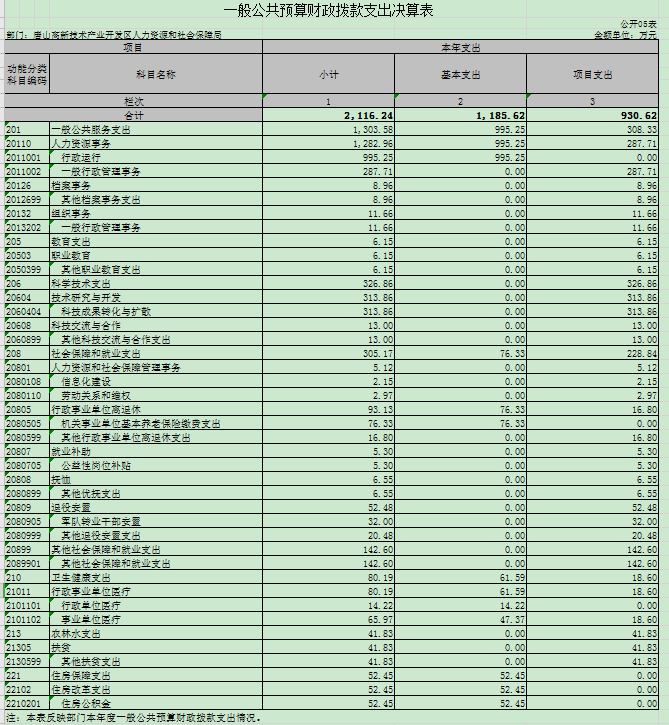 一般公共预算财政拨款支出决算表
公开05表
部门：唐山高新技术产业开发区人力资源和社会保障局 金额单位：万元
项目 本年支出
功能分类科目编码 科目名称 小计 基本支出 项目支出
栏次 1 2 3
合计 2,116.24 1,185.62 930.62
201 一般公共服务支出 1,303.58 995.25 308.33
20110 人力资源事务 1,282.96 995.25 287.71
2011001 行政运行 995.25 995.25 0.00
2011002 一般行政管理事务 287.71 0.00 287.71
20126 档案事务 8.96 0.00 8.96
2012699 其他档案事务支出 8.96 0.00 8.96
20132 组织事务 11.66 0.00 11.66
2013202 一般行政管理事务 11.66 0.00 11.66
205 教育支出 6.15 0.00 6.15
20503 职业教育 6.15 0.00 6.15
2050399 其他职业教育支出 6.15 0.00 6.15
206 科学技术支出 326.86 0.00 326.86
20604 技术研究与开发 313.86 0.00 313.86
2060404 科技成果转化与扩散 313.86 0.00 313.86
20608 科技交流与合作 13.00 0.00 13.00
2060899 其他科技交流与合作支出 13.00 0.00 13.00
208 社会保障和就业支出 305.17 76.33 228.84
20801 人力资源和社会保障管理事务 5.12 0.00 5.12
2080108 信息化建设 2.15 0.00 2.15
2080110 劳动关系和维权 2.97 0.00 2.97
20805 行政事业单位离退休 93.13 76.33 16.80
2080505 机关事业单位基本养老保险缴费支出 76.33 76.33 0.00
2080599 其他行政事业单位离退休支出 16.80 0.00 16.80
20807 就业补助 5.30 0.00 5.30
2080705 公益性岗位补贴 5.30 0.00 5.30
20808 抚恤 6.55 0.00 6.55
2080899 其他优抚支出 6.55 0.00 6.55
20809 退役安置 52.48 0.00 52.48
2080905 军队转业干部安置 32.00 0.00 32.00
2080999 其他退役安置支出 20.48 0.00 20.48
20899 其他社会保障和就业支出 142.60 0.00 142.60
2089901 其他社会保障和就业支出 142.60 0.00 142.60
210 卫生健康支出 80.19 61.59 18.60
21011 行政事业单位医疗 80.19 61.59 18.60
2101101 行政单位医疗 14.22 14.22 0.00
2101102 事业单位医疗 65.97 47.37 18.60
213 农林水支出 41.83 0.00 41.83
21305 扶贫 41.83 0.00 41.83
2130599 其他扶贫支出 41.83 0.00 41.83
221 住房保障支出 52.45 52.45 0.00
22102 住房改革支出 52.45 52.45 0.00
2210201 住房公积金 52.45 52.45 0.00
注：本表反映部门本年度一般公共预算财政拨款支出情况。